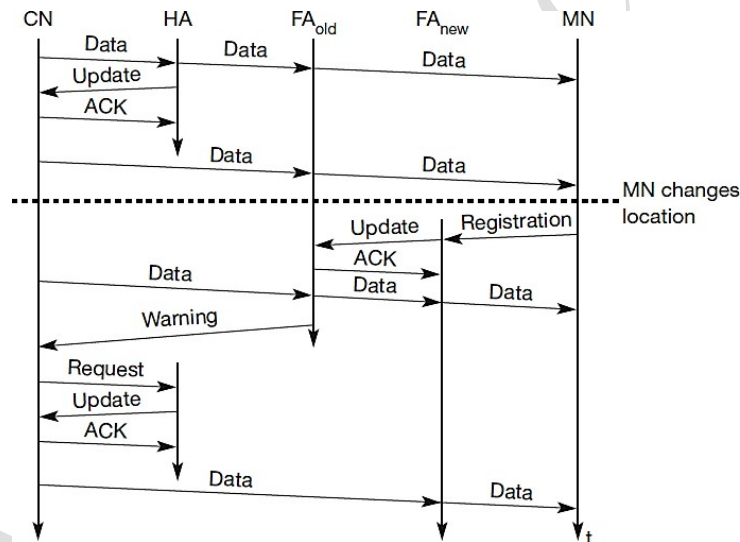 CN HA FAold FAnew MN
Data
Data
Data
Update
ACK
Data
Data
MN changes
location
Registration
Update
ACK
Data
Data
Data
Warning
Request
Update
ACK
Data
Data
t